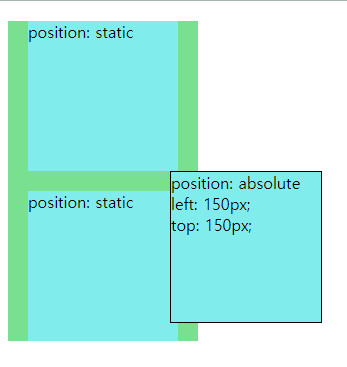 position: static
position: static
position: absolute
left: 150px;
top: 150px;